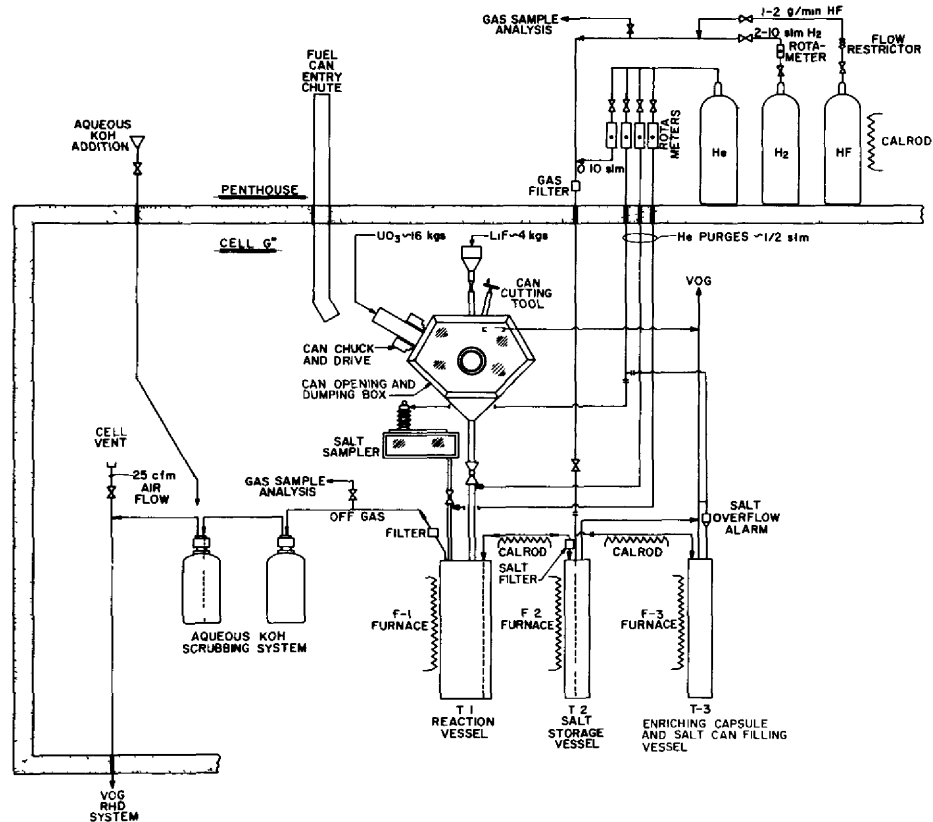 1-2 g/min HF
GAS SAMPLE
ANALYSIS
2-10 slm H2
ROTA-
METER
FLOW
RESTRICTOR
FUEL
CAN
ENTRY
CHUTE
AQUEOUS
KOH
ADDITION
ROTA
METERS
He
H2
HF
CALROD
0-10 slm
GAS
FILTER
PENTHOUSE
CELL G"
UO3~16 kgs
LiF~4 kgs
He PURGES ~1/2 slm
CAN
CUTTING
TOOL
VOG
CAN CHUCK
AND DRIVE
CAN OPENING AND
DUMPING BOX
CELL
VENT
SALT
SAMPLER
25 cfm
AIR
FLOW
GAS SAMPLE
ANALYSIS
OFF GAS
FILTER
SALT
OVERFLOW
ALARM
CALROD
CALROD
SALT
FILTER
F-1
FURNACE
F 2
FURNACE
F-3
FURNACE
AQUEOUS KOH
SCRUBBING SYSTEM
T 1
REACTION
VESSEL
T 2
SALT
STORAGE
VESSEL
T-3
ENRICHING CAPSULE
AND SALT CAN FILLING
VESSEL
VOG
RHD
SYSTEM